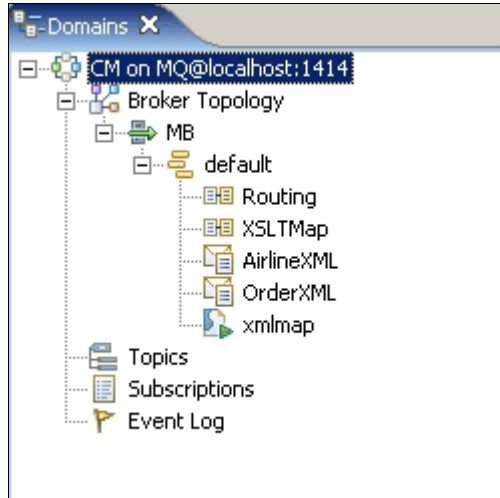 Domains
CM on MQ@localhost:1414
Broker Topology
MB
default
Routing
XSLTMap
AirlineXML
OrderXML
xmlmap
Topics
Subscriptions
Event Log